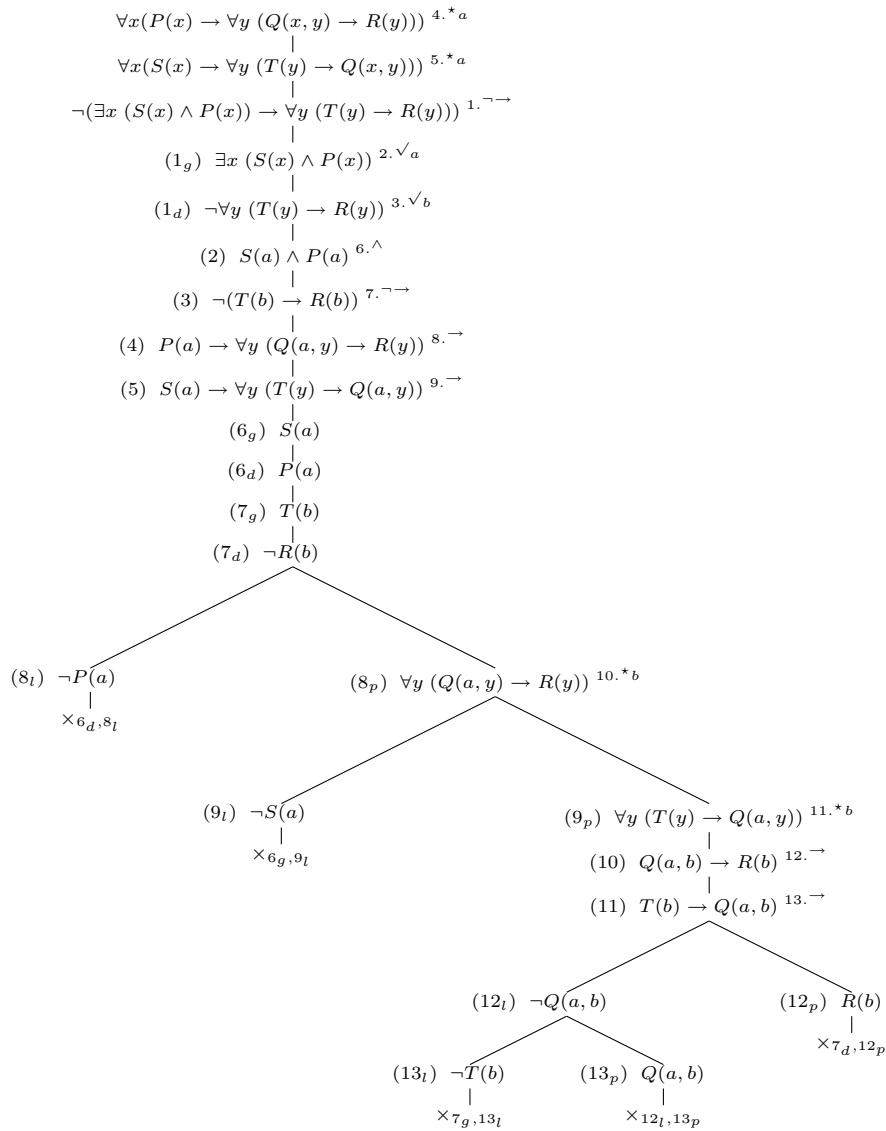 ∀x(P(x) → ∀y (Q(x, y) → R(y))) 4.⋆a
∀x(S(x) → ∀y (T(y) → Q(x, y))) 5.⋆a
¬(∃x (S(x) ∧ P(x)) → ∀y (T(y) → R(y))) 1.¬→
(1g) ∃x (S(x) ∧ P(x)) 2.√a
(1d) ¬∀y (T(y) → R(y)) 3.√b
(2) S(a) ∧ P(a) 6.∧
(3) ¬(T(b) → R(b)) 7.¬→
(4) P(a) → ∀y (Q(a, y) → R(y)) 8.→
(5) S(a) → ∀y (T(y) → Q(a, y)) 9.→
(6g) S(a)
(6d) P(a)
(7g) T(b)
(7d) ¬R(b)
(8l) ¬P(a) (8p) ∀y (Q(a, y) → R(y)) 10.⋆b
×6d,8l
(9l) ¬S(a) (9p) ∀y (T(y) → Q(a, y)) 11.⋆b
×6g,9l
(10) Q(a, b) → R(b) 12.→
(11) T(b) → Q(a, b) 13.→
(12l) ¬Q(a, b) (12p) R(b)
×7d,12p
(13l) ¬T(b) (13p) Q(a, b)
×7g,13l ×12l,13p